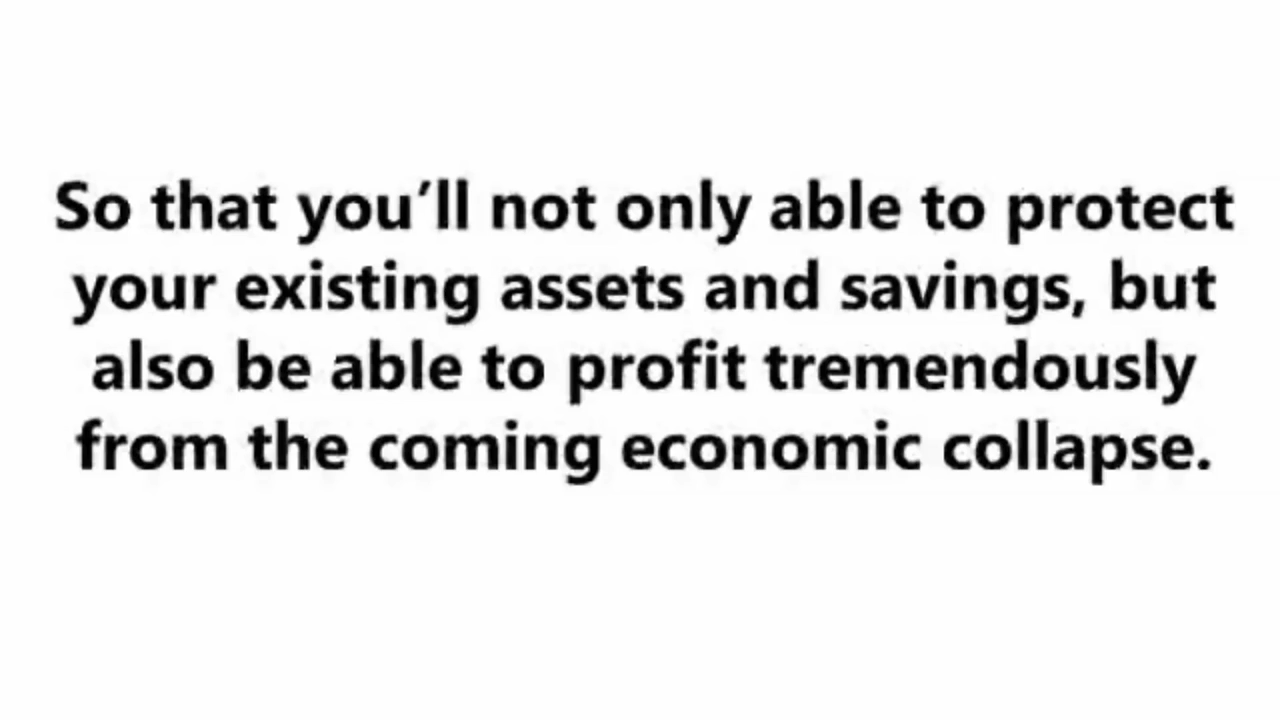 So that you’ll not only able to protect
your existing assets and savings, but
also be able to profit tremendously
from the coming economic collapse.